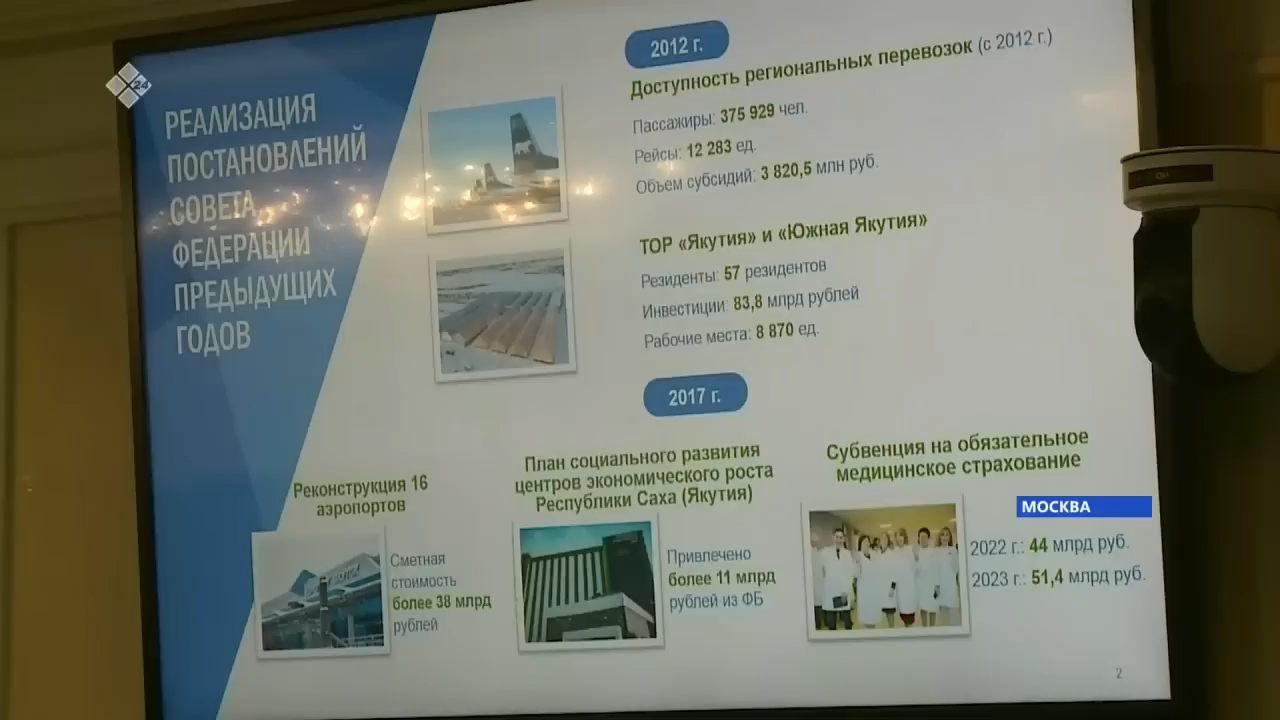 РЕАЛИЗАЦИЯ
ПОСТАНОВЛЕНИЙ
СОВЕТА
ФЕДЕРАЦИИ
ПРЕДЫДУЩИХ
ГОДОВ
2012 г.
Доступность региональных перевозок (с 2012 г.)
Пассажиры: 375 929 чел.
Рейсы: 12 283 ед.
Объем субсидий: 3 820,5 млн руб.
ТОР «Якутия» и «Южная Якутия»
Резиденты: 57 резидентов
Инвестиции: 83,8 млрд рублей
Рабочие места: 8 870 ед.
2017 г.
Реконструкция 16
аэропортов
Сметная
стоимость
более 38 млрд
рублей
План социального развития
центров экономического роста
Республики Саха (Якутия)
Привлечено
более 11 млрд
рублей из ФБ
Субвенция на обязательное
медицинское страхование
МОСКВА
2022 г.: 44 млрд руб.
2023 г.: 51,4 млрд руб.
2
24